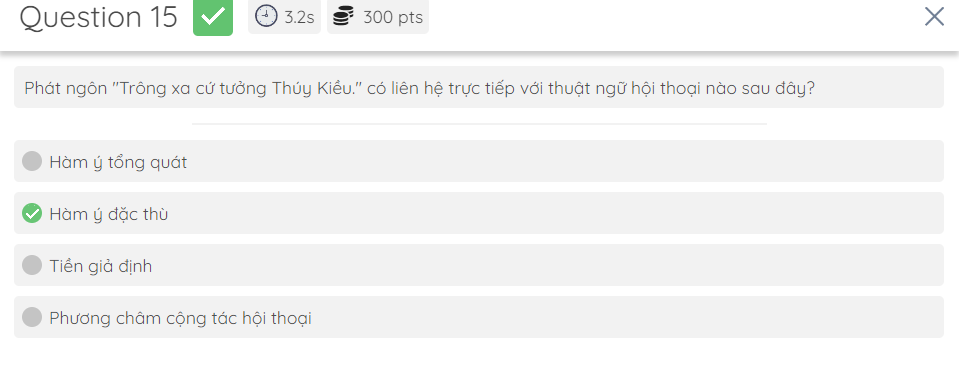 Question 15 3.2s 300 pts
Phát ngôn "Trông xa cứ tưởng Thúy Kiều." có liên hệ trực tiếp với thuật ngữ hội thoại nào sau đây?
Hàm ý tổng quát
Hàm ý đặc thù
Tiền giả định
Phương châm cộng tác hội thoại